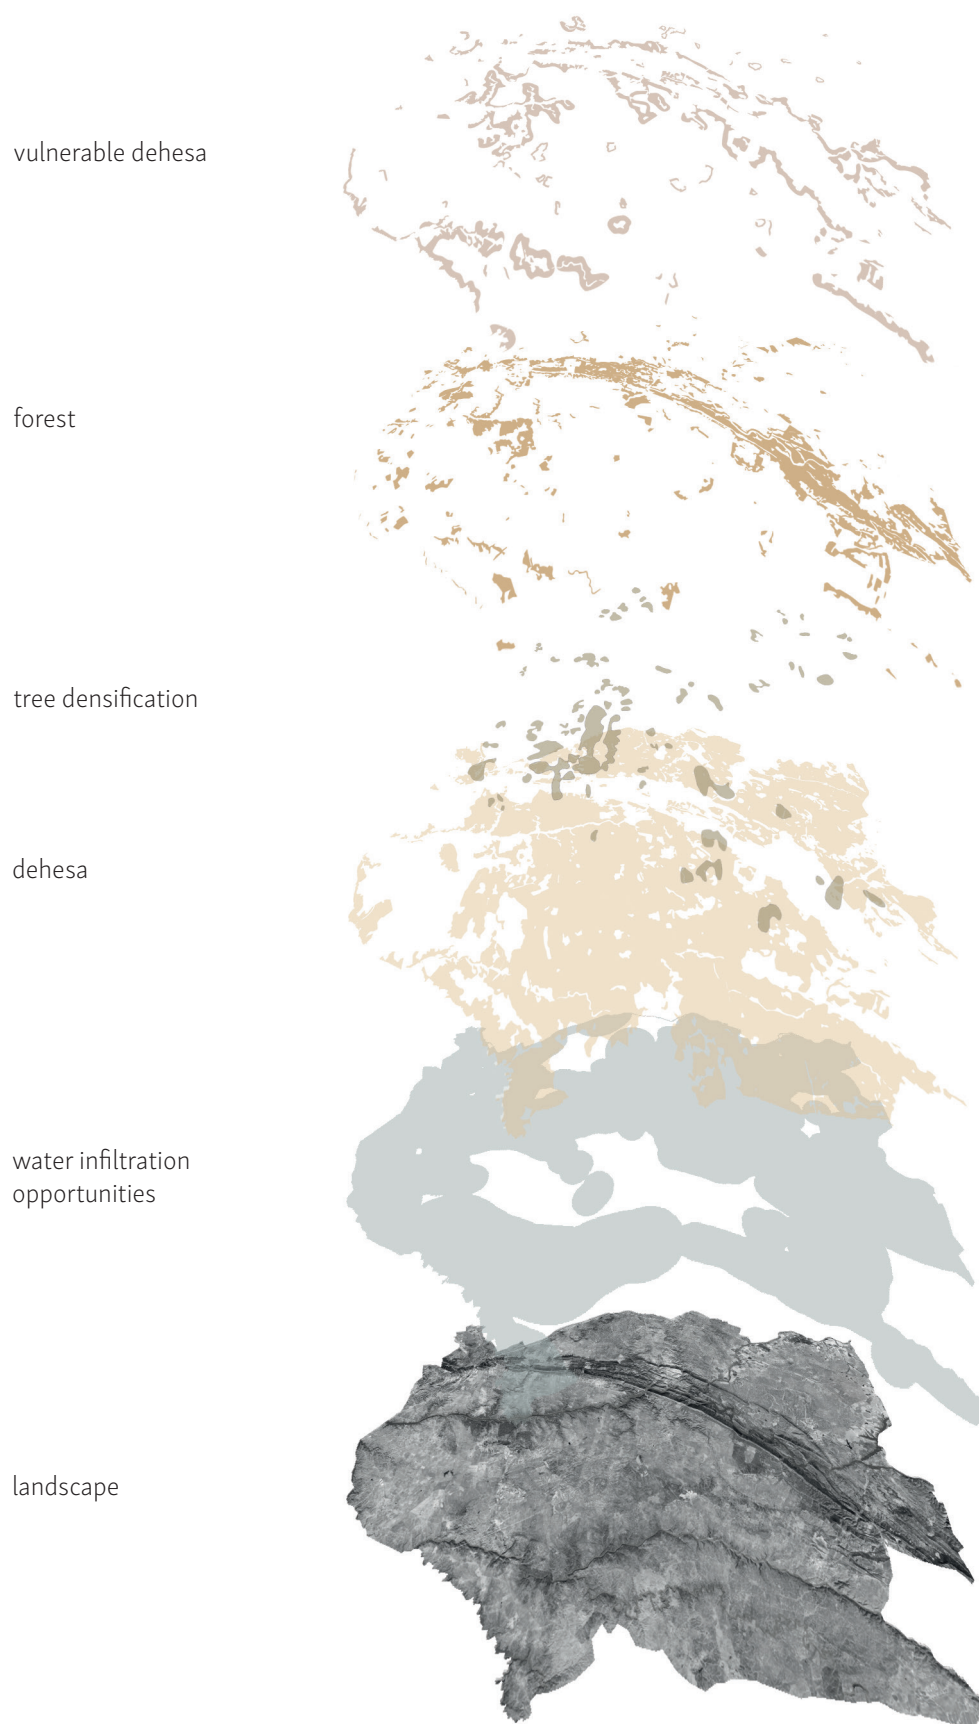 vulnerable dehesa
forest
tree densification
dehesa
water infiltration
opportunities
landscape